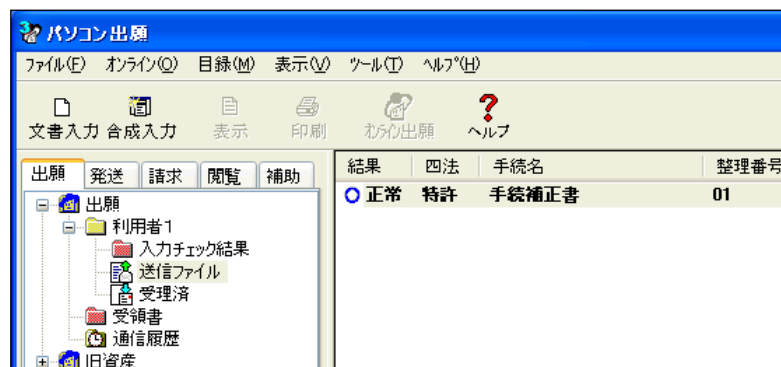 パソコン出願
ファイル(F) オンライン(O) 目録(M) 表示(V) ツール(T) ヘルプ(H)
文書入力 合成入力 表示 印刷 オンライン出願 ヘルプ
出願 発送 請求 閲覧 補助
結果 四法 手続名 整理番号
正常 特許 手続補正書 01
出願
利用者1
入力チェック結果
送信ファイル
受理済
受領書
通信履歴
旧資産